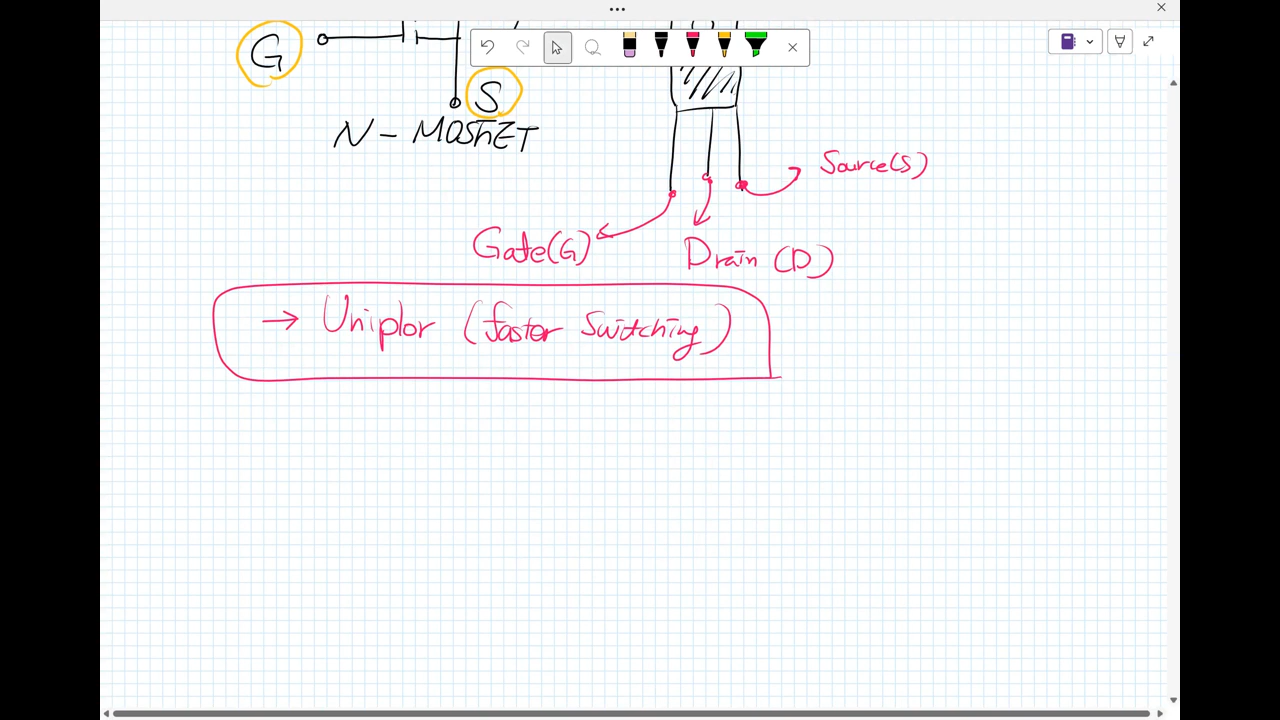 G
S
N - MOSFET
Source(S)
Gate(G)
Drain (D)
→ Uniplor (faster Switching)